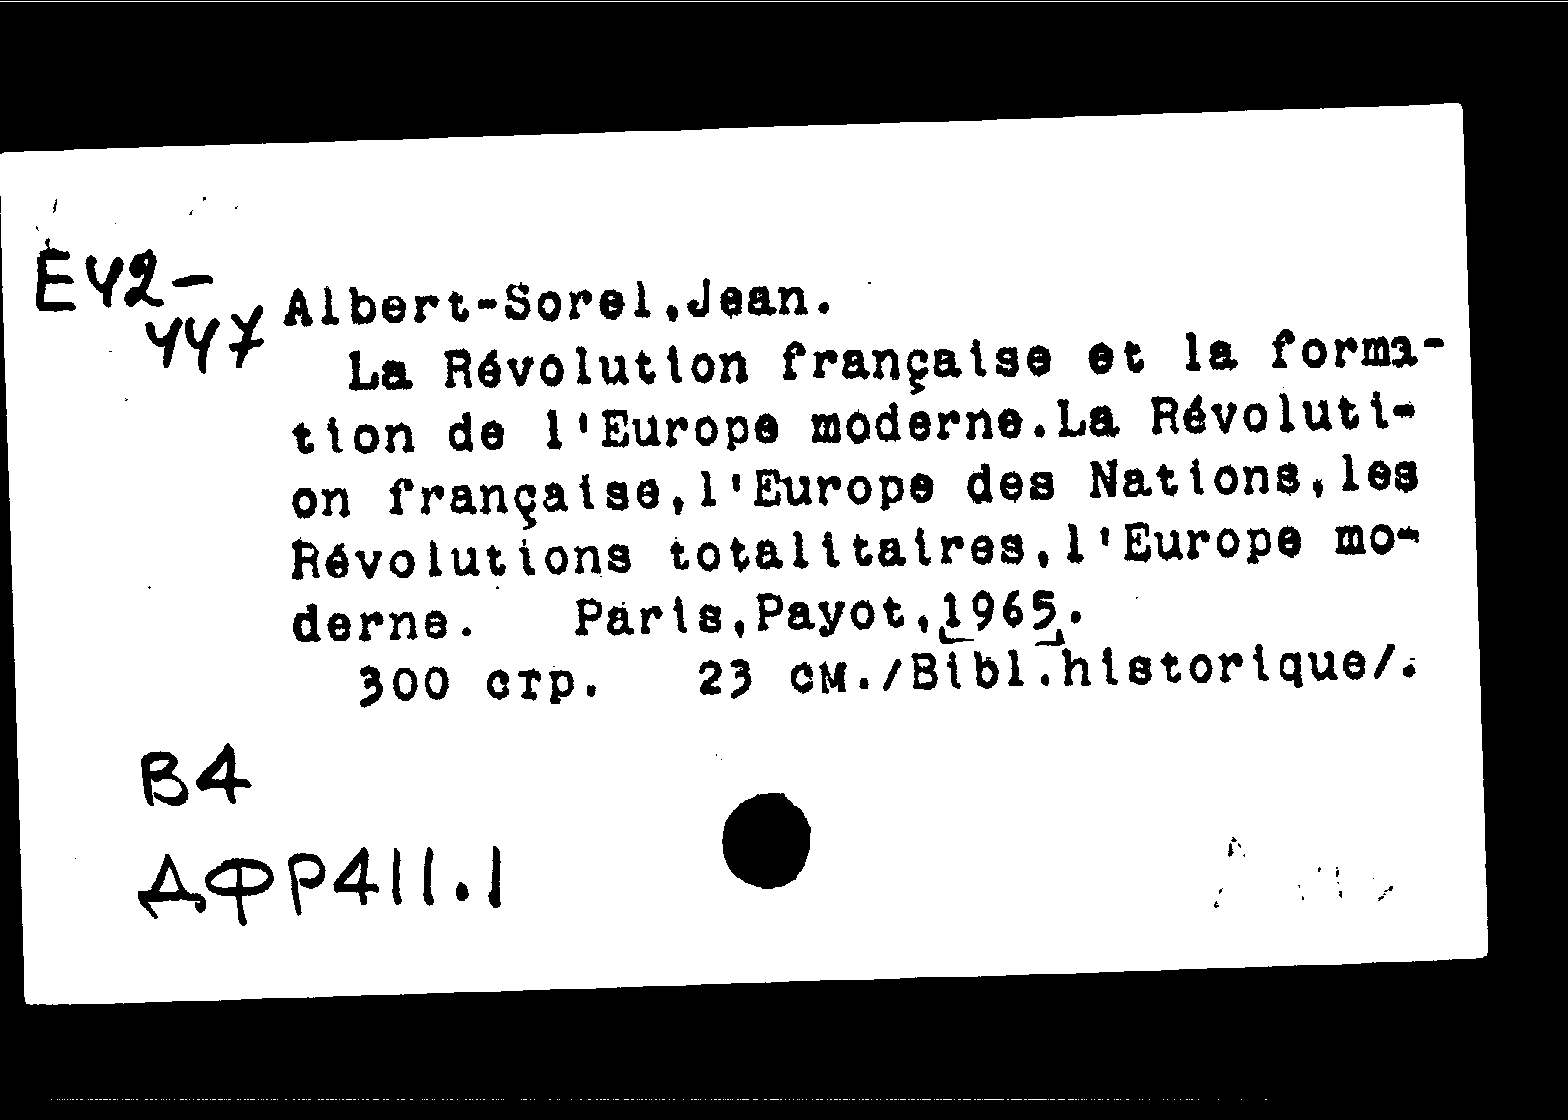 Е42-
447
Albert-Sorel,Jean.
La Révolution française et la forma-
tion de l'Europe moderne.La Révoluti-
on française,l'Europe des Nations,les
Révolutions totalitaires,l'Europe mo-
derne. Paris,Payot,1965.
300 стр. 23 см./Bibl.historique/.
В4
ДФР411.1